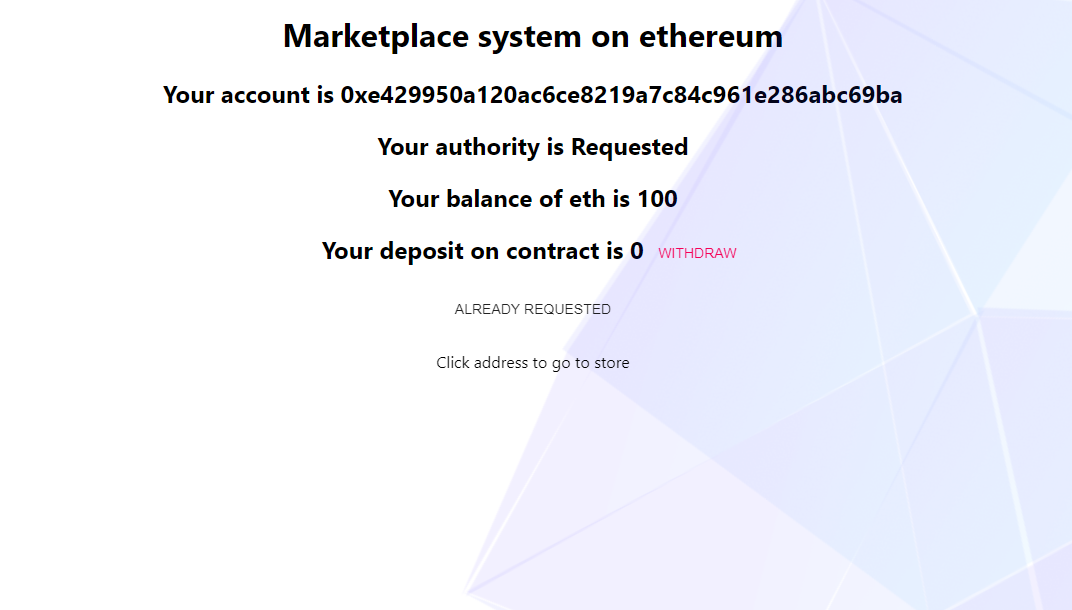 Marketplace system on ethereum
Your account is 0xe429950a120ac6ce8219a7c84c961e286abc69ba
Your authority is Requested
Your balance of eth is 100
Your deposit on contract is 0 WITHDRAW
ALREADY REQUESTED
Click address to go to store